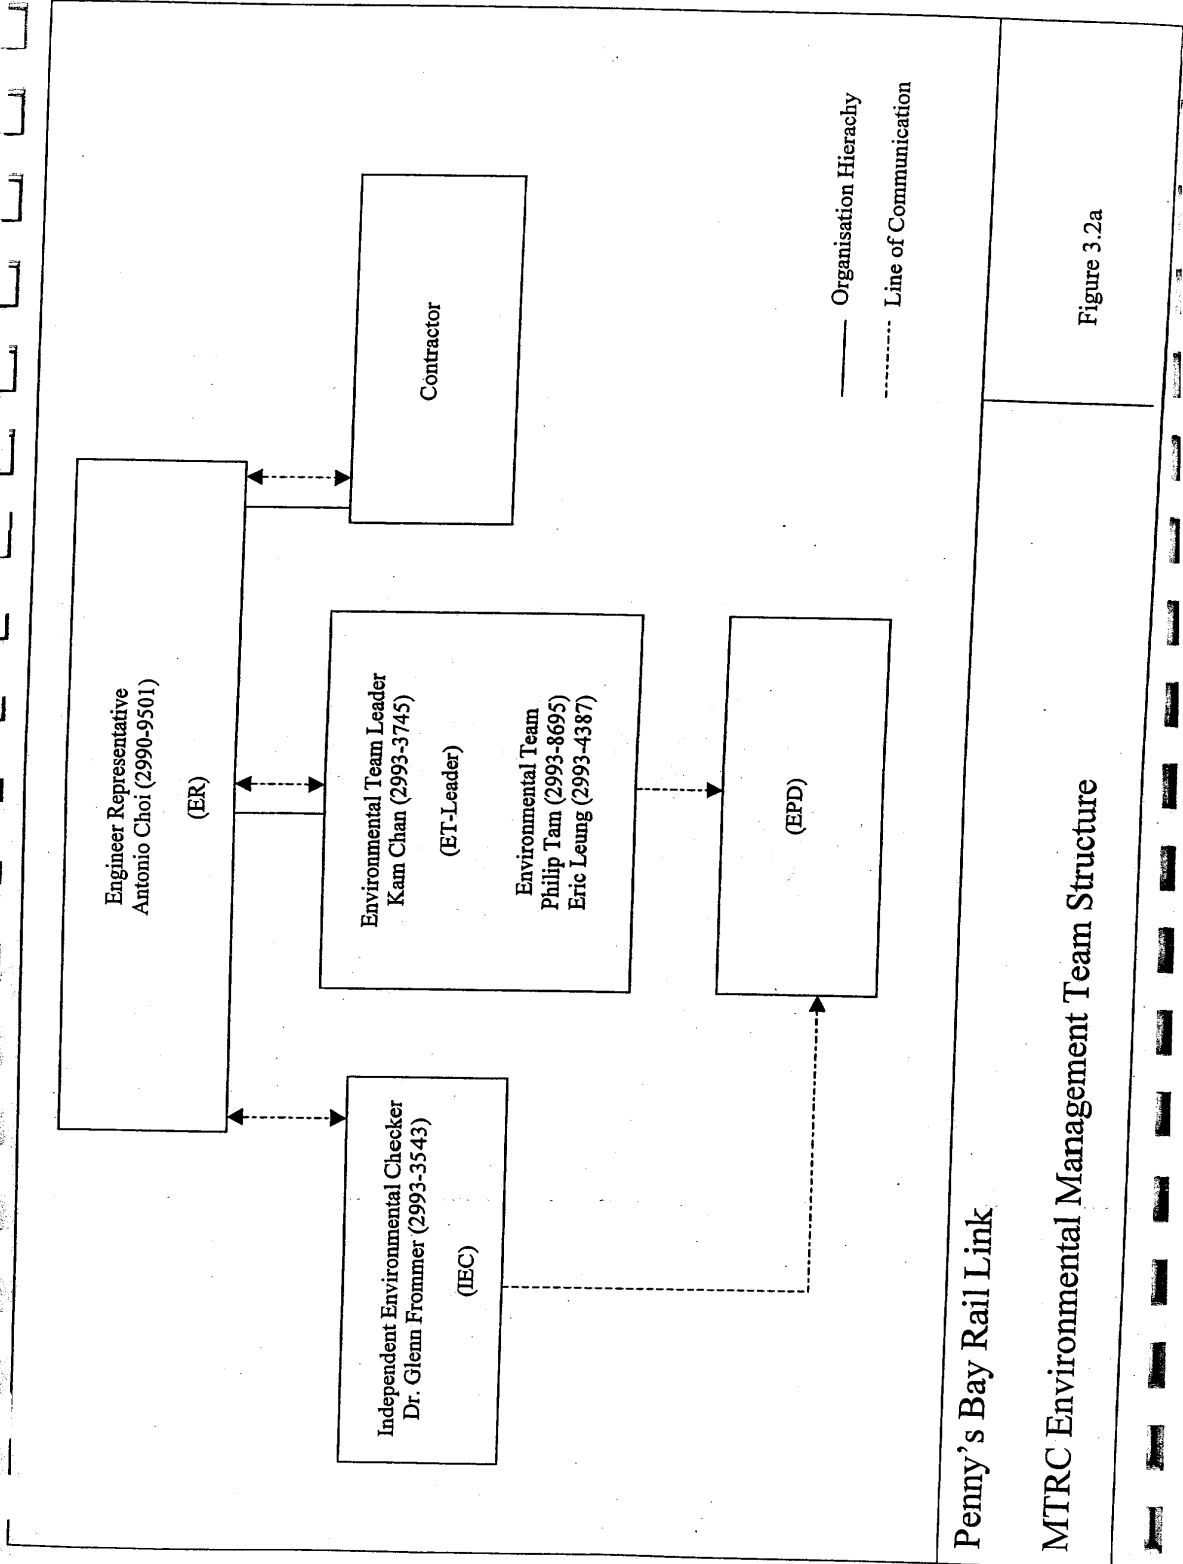 Engineer Representative
Antonio Choi (2990-9501)
(ER)
Independent Environmental Checker
Dr. Glenn Frommer (2993-3543)
(IEC)
Environmental Team Leader
Kam Chan (2993-3745)
(ET-Leader)
Environmental Team
Philip Tam (2993-8695)
Eric Leung (2993-4387)
Contractor
(EPD)
Organisation Hierachy
Line of Communication
Penny's Bay Rail Link
MTRC Environmental Management Team Structure
Figure 3.2a